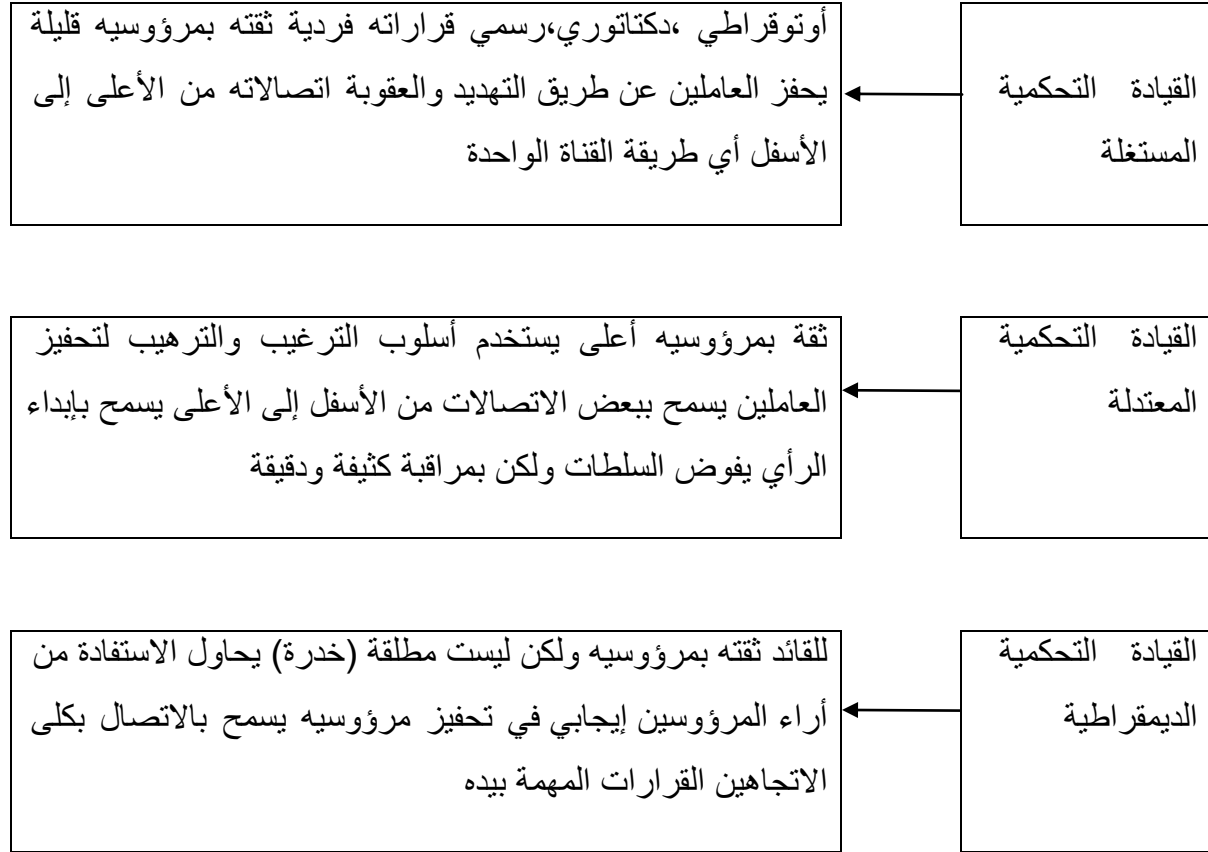 القيادة التحكمية
المستغلة
أوتوقراطي ،دكتاتوري،رسمي قراراته فردية ثقته بمرؤوسيه قليلة
يحفز العاملين عن طريق التهديد والعقوبة اتصالاته من الأعلى إلى
الأسفل أي طريقة القناة الواحدة
القيادة التحكمية
المعتدلة
ثقة بمرؤوسيه أعلى يستخدم أسلوب الترغيب والترهيب لتحفيز
العاملين يسمح ببعض الاتصالات من الأسفل إلى الأعلى يسمح بإبداء
الرأي يفوض السلطات ولكن بمراقبة كثيفة ودقيقة
القيادة التحكمية
الديمقراطية
للقائد ثقته بمرؤوسيه ولكن ليست مطلقة (خدرة) يحاول الاستفادة من
أراء المرؤوسين إيجابي في تحفيز مرؤوسيه يسمح بالاتصال بكلى
الاتجاهين القرارات المهمة بيده